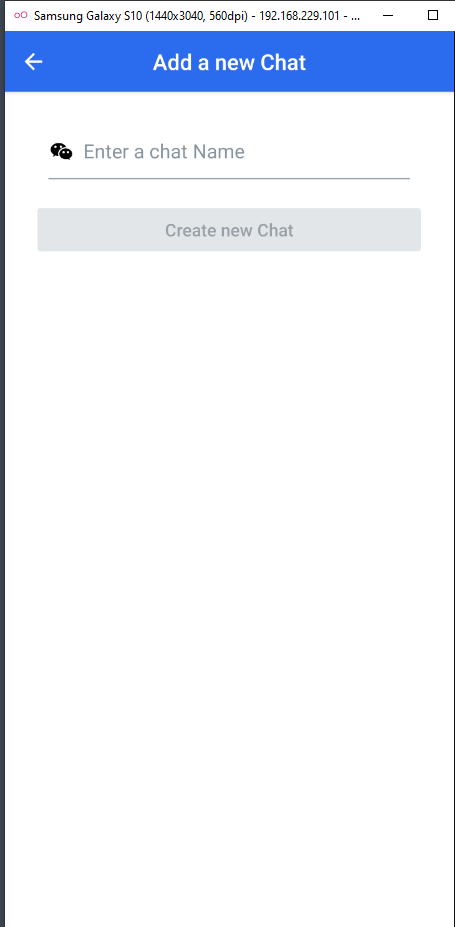 Samsung Galaxy S10 (1440x3040, 560dpi) - 192.168.229.101 - ...
Add a new Chat
Enter a chat Name
Create new Chat